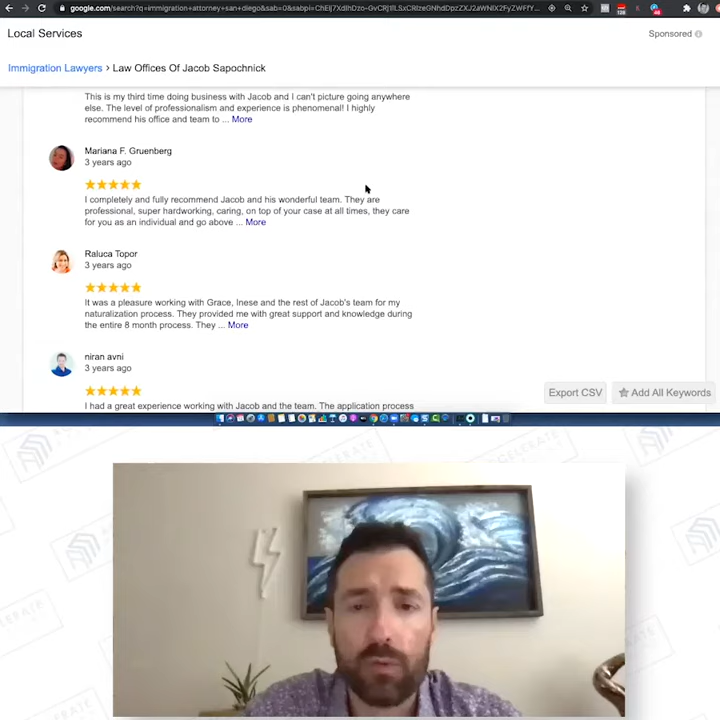 Local Services
Sponsored
Immigration Lawyers > Law Offices Of Jacob Sapochnick
This is my third time doing business with Jacob and I can't picture going anywhere
else. The level of professionalism and experience is phenomenal! I highly
recommend his office and team to ... More
Mariana F. Gruenberg
3 years ago
I completely and fully recommend Jacob and his wonderful team. They are
professional, super hardworking, caring, on top of your case at all times, they care
for you as an individual and go above ... More
Raluca Topor
3 years ago
It was a pleasure working with Grace, Inese and the rest of Jacob's team for my
naturalization process. They provided me with great support and knowledge during
the entire 8 month process. They ... More
niran avni
3 years ago
I had a great experience working with Jacob and the team. The application process
Export CSV
Add All Keywords